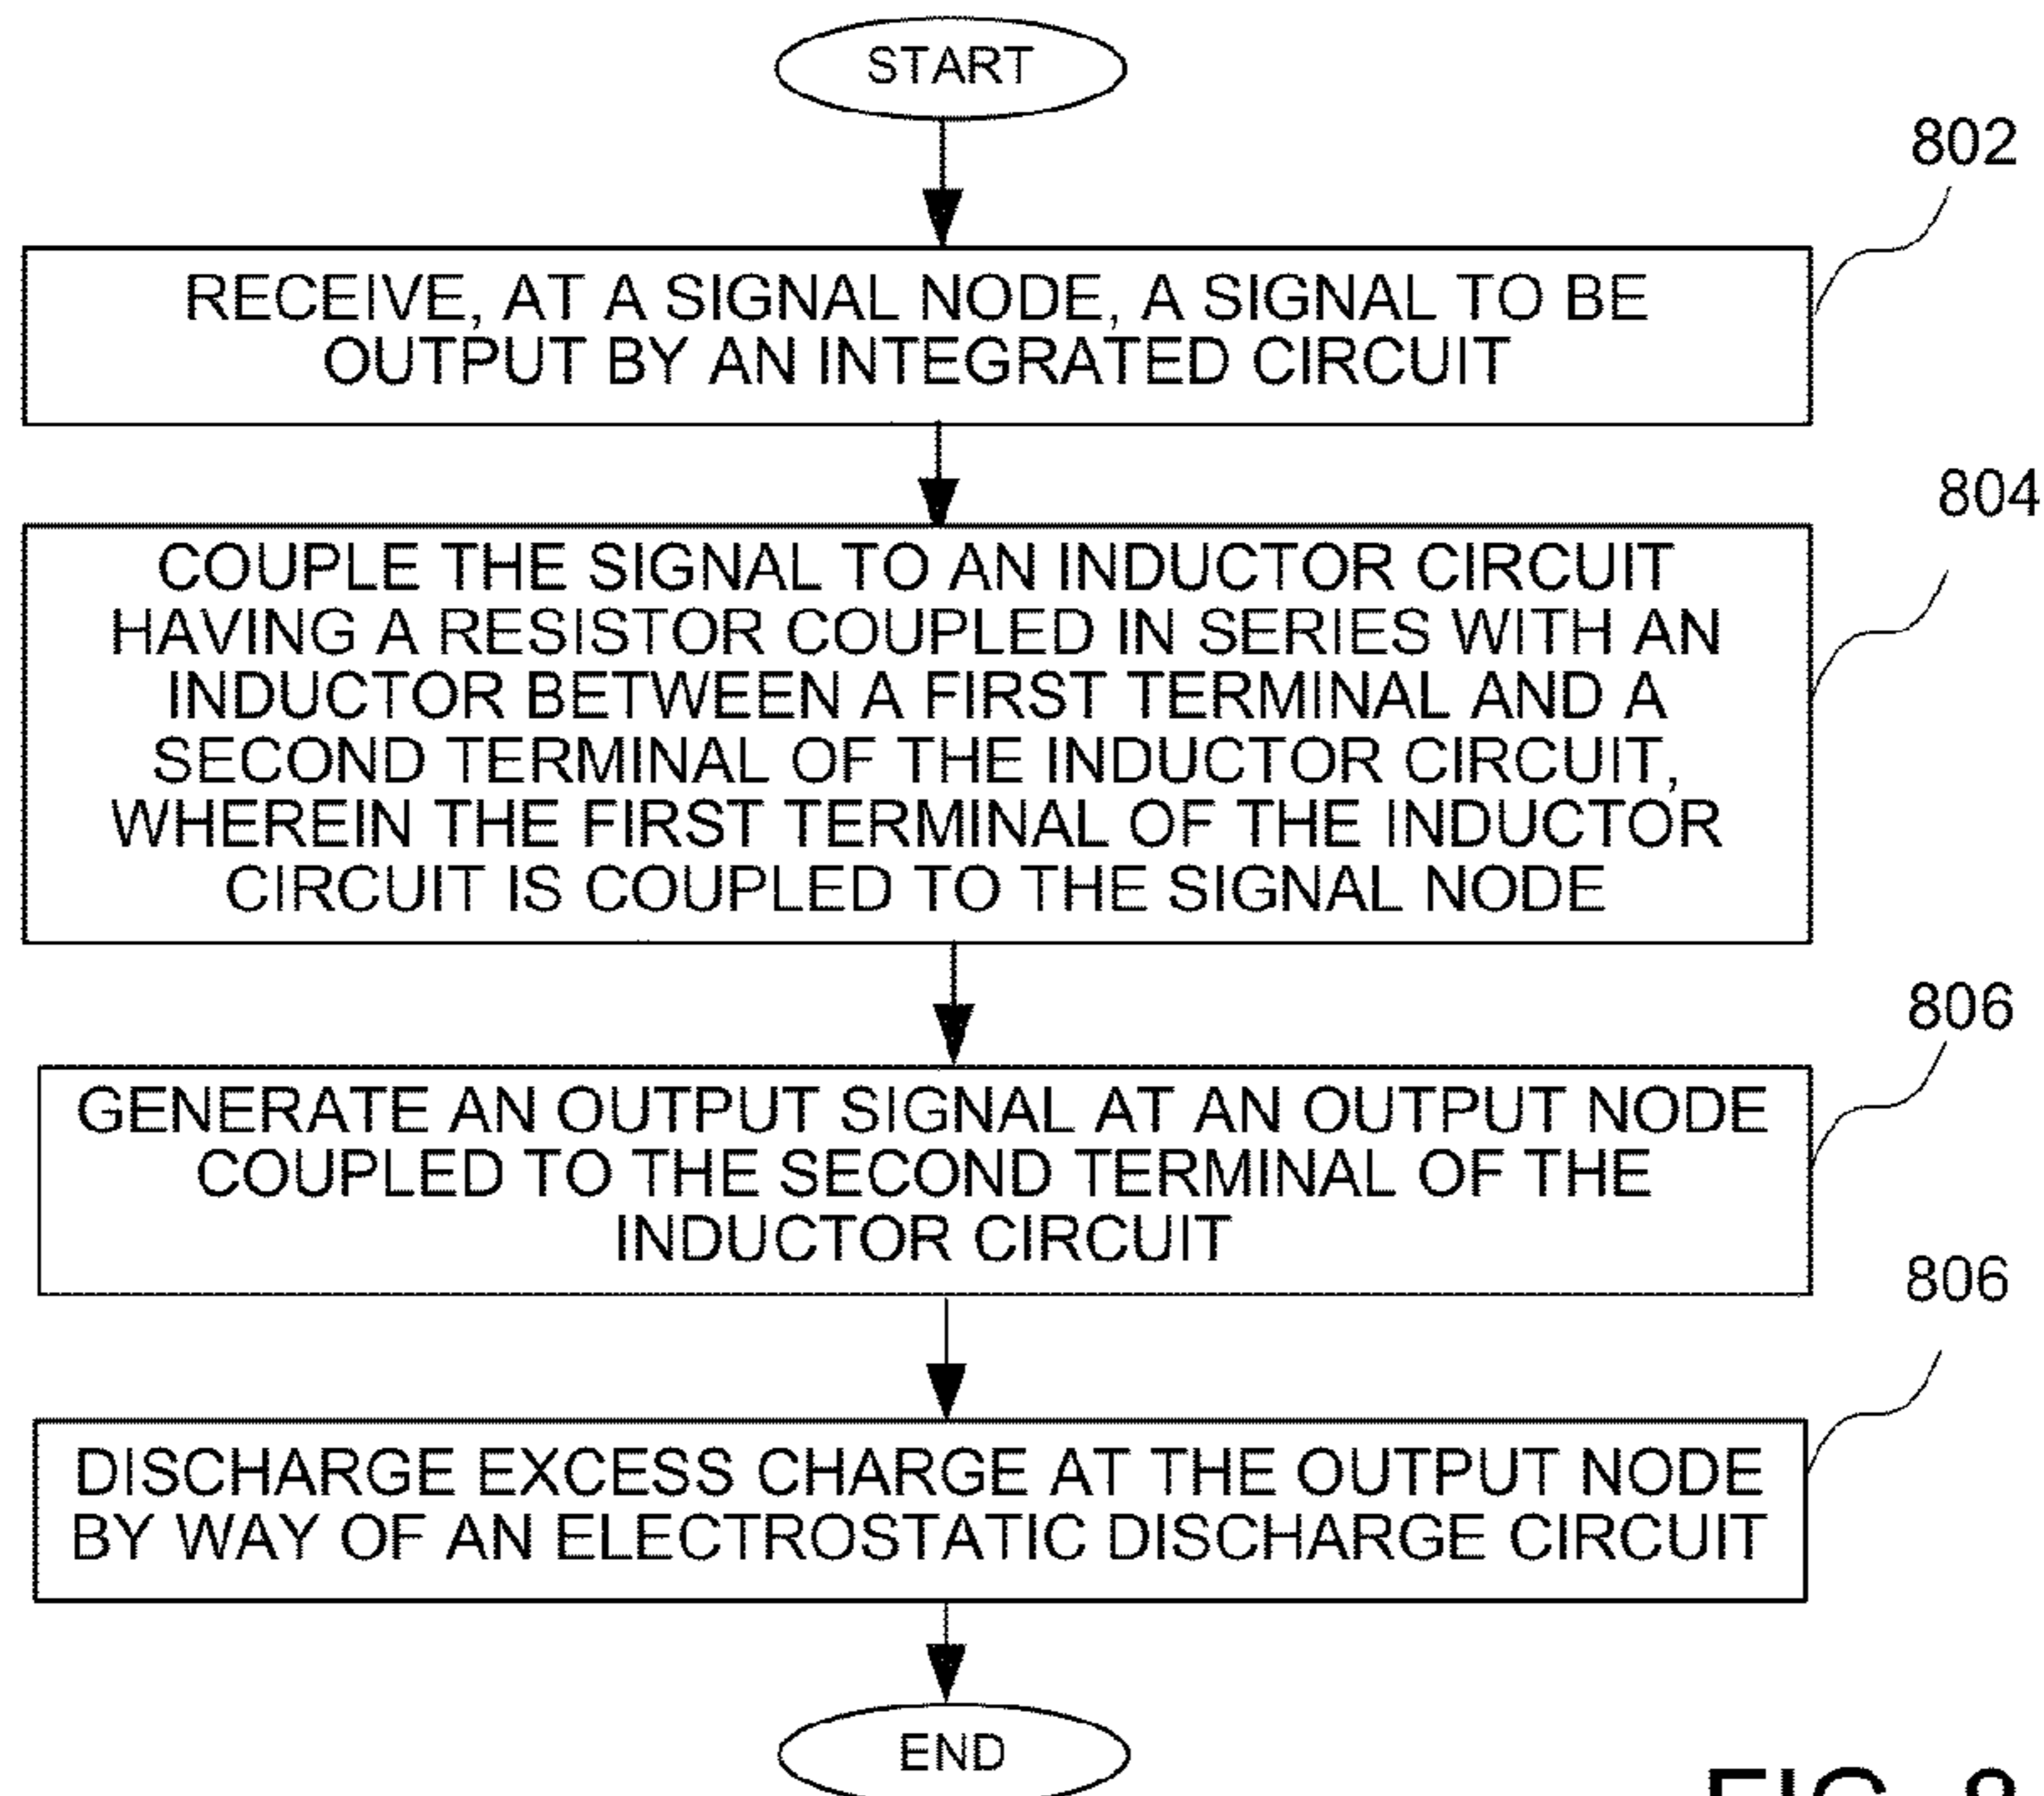 START
802
RECEIVE, AT A SIGNAL NODE, A SIGNAL TO BE
OUTPUT BY AN INTEGRATED CIRCUIT
804
COUPLE THE SIGNAL TO AN INDUCTOR CIRCUIT
HAVING A RESISTOR COUPLED IN SERIES WITH AN
INDUCTOR BETWEEN A FIRST TERMINAL AND A
SECOND TERMINAL OF THE INDUCTOR CIRCUIT,
WHEREIN THE FIRST TERMINAL OF THE INDUCTOR
CIRCUIT IS COUPLED TO THE SIGNAL NODE
806
GENERATE AN OUTPUT SIGNAL AT AN OUTPUT NODE
COUPLED TO THE SECOND TERMINAL OF THE
INDUCTOR CIRCUIT
806
DISCHARGE EXCESS CHARGE AT THE OUTPUT NODE
BY WAY OF AN ELECTROSTATIC DISCHARGE CIRCUIT
END
FIG. 8